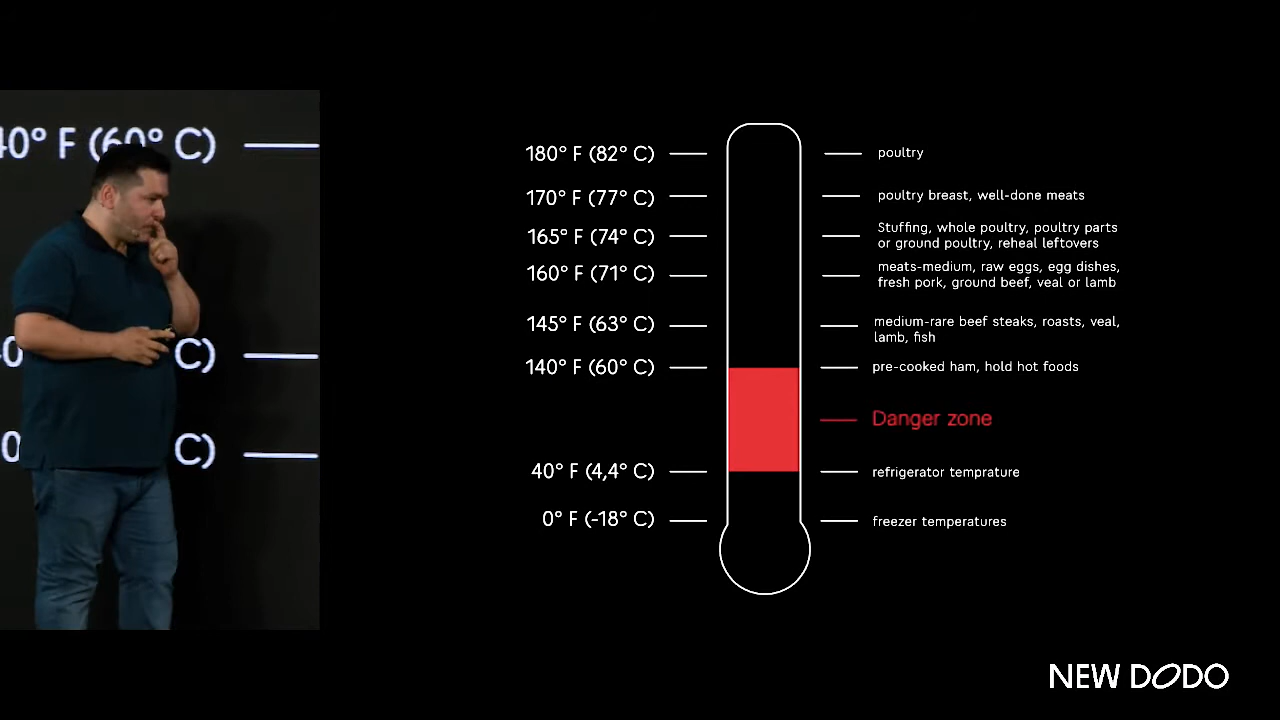 40° F (60° C)
C)
0 C)
180° F (82° C) poultry
170° F (77° C) poultry breast, well-done meats
165° F (74° C) Stuffing, whole poultry, poultry parts
or ground poultry, reheal leftovers
160° F (71° C) meats-medium, raw eggs, egg dishes,
fresh pork, ground beef, veal or lamb
145° F (63° C) medium-rare beef steaks, roasts, veal,
lamb, fish
140° F (60° C) pre-cooked ham, hold hot foods
Danger zone
40° F (4,4° C) refrigerator temprature
0° F (-18° C) freezer temperatures
NEW DODO